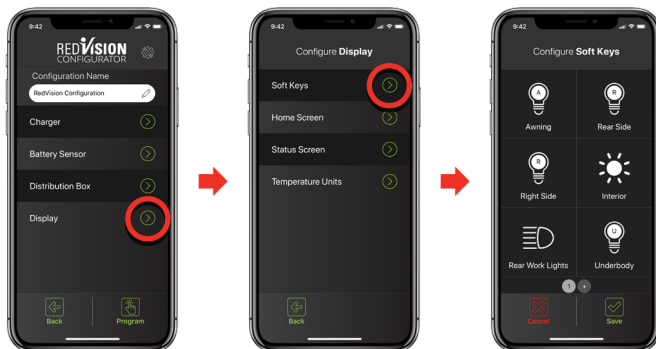 9:42
REDVISION
CONFIGURATOR
Configuration Name
RedVision Configuration
Charger
Battery Sensor
Distribution Box
Display
Back
Program
9:42
Configure Display
Soft Keys
Home Screen
Status Screen
Temperature Units
Back
9:42
Configure Soft Keys
A
R
Awning
Rear Side
R
Right Side
Interior
U
Rear Work Lights
Underbody
1 +
Cancel
Save